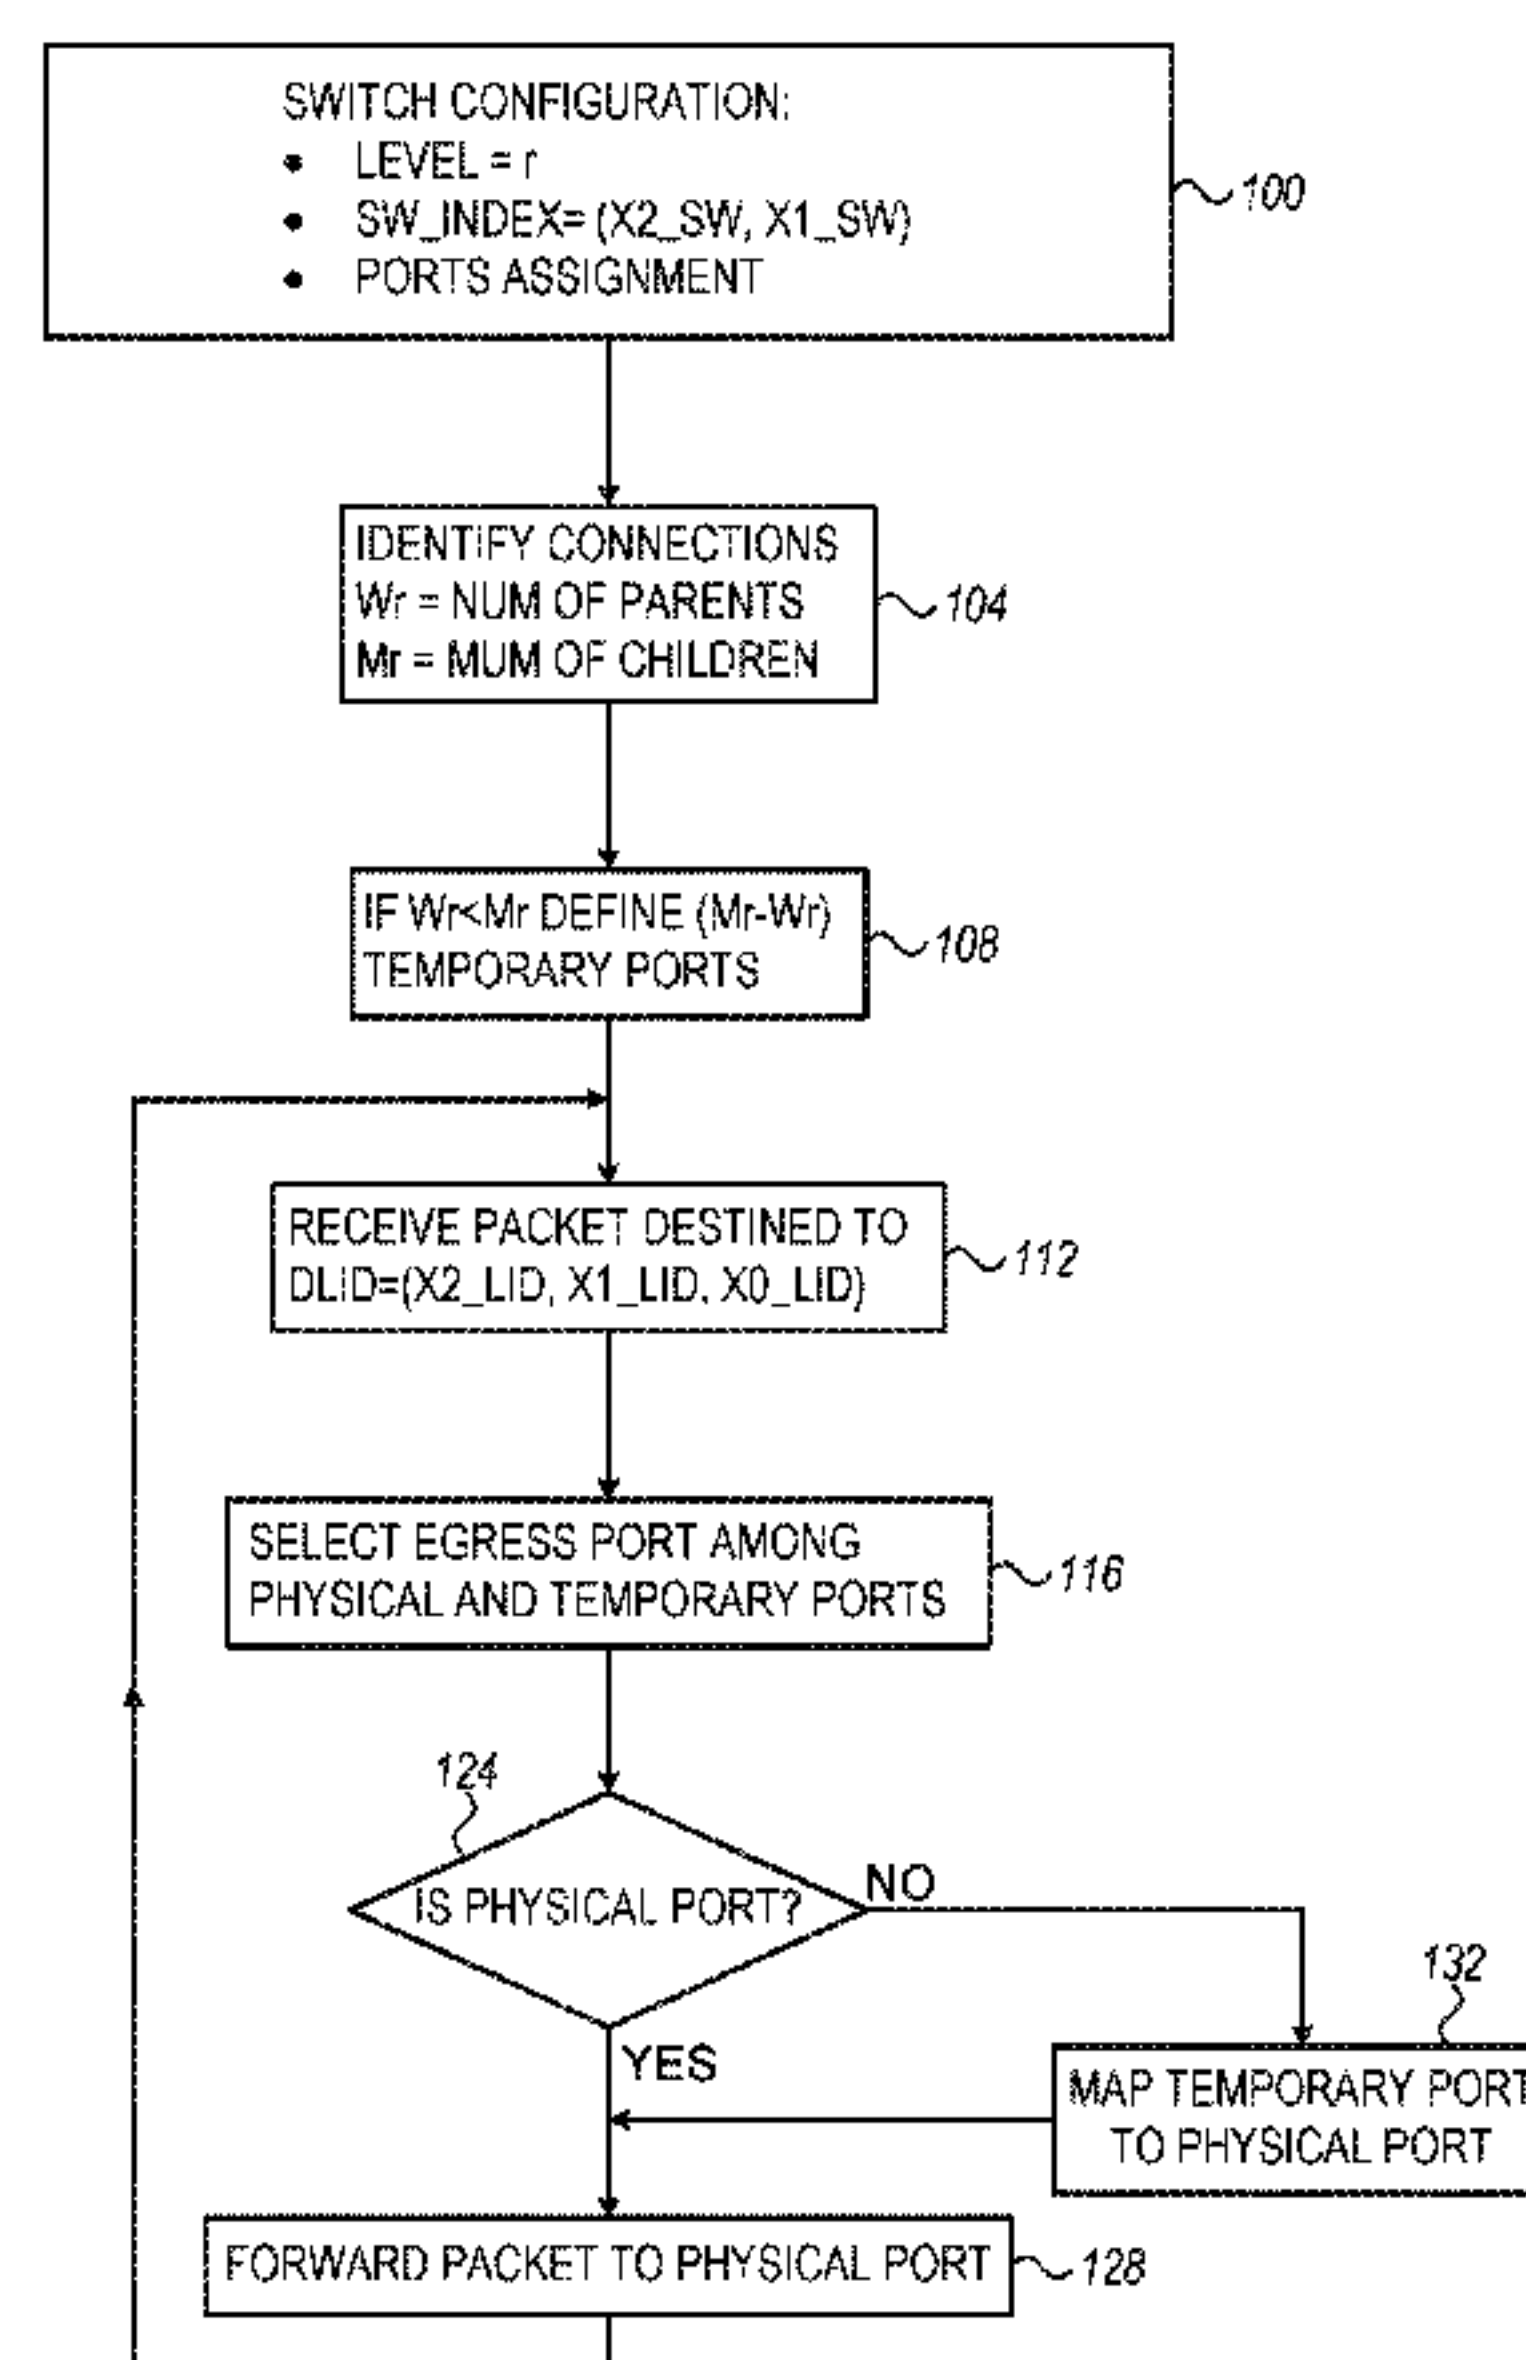 SWITCH CONFIGURATION:
• LEVEL = r
• SW_INDEX= (X2_SW, X1_SW)
• PORTS ASSIGNMENT
100
IDENTIFY CONNECTIONS
Wr = NUM OF PARENTS
Mr = MUM OF CHILDREN
104
IF Wr<Mr DEFINE (Mr-Wr)
TEMPORARY PORTS
108
RECEIVE PACKET DESTINED TO
DLID=(X2_LID, X1_LID, X0_LID)
112
SELECT EGRESS PORT AMONG
PHYSICAL AND TEMPORARY PORTS
116
124
IS PHYSICAL PORT?
NO
132
YES
MAP TEMPORARY PORT
TO PHYSICAL PORT
FORWARD PACKET TO PHYSICAL PORT
128